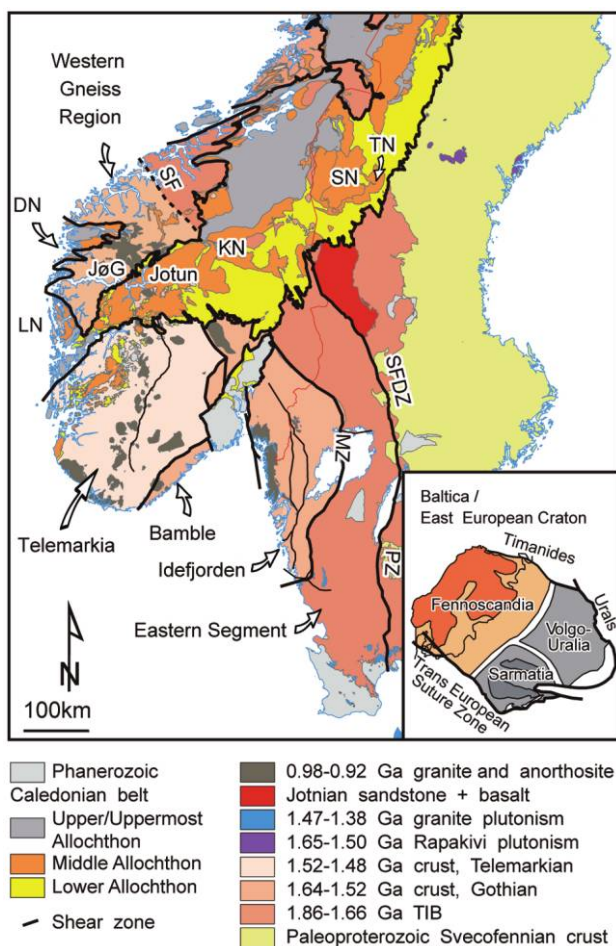 Western
Gneiss
Region
SF
TN
SN
DN
KN
JøG
Jotun
LN
SFDZ
MZ
PZ
Telemarkia
Bamble
Idefjorden
Eastern Segment
N
100km
Baltica /
East European Craton
Timanides
Fennoscandia
Urals
Volgo-
Uralia
Sarmatia
Trans European
Suture Zone
Phanerozoic
Caledonian belt
Upper/Uppermost
Allochthon
Middle Allochthon
Lower Allochthon
Shear zone
0.98-0.92 Ga granite and anorthosite
Jotnian sandstone + basalt
1.47-1.38 Ga granite plutonism
1.65-1.50 Ga Rapakivi plutonism
1.52-1.48 Ga crust, Telemarkian
1.64-1.52 Ga crust, Gothian
1.86-1.66 Ga TIB
Paleoproterozoic Svecofennian crust